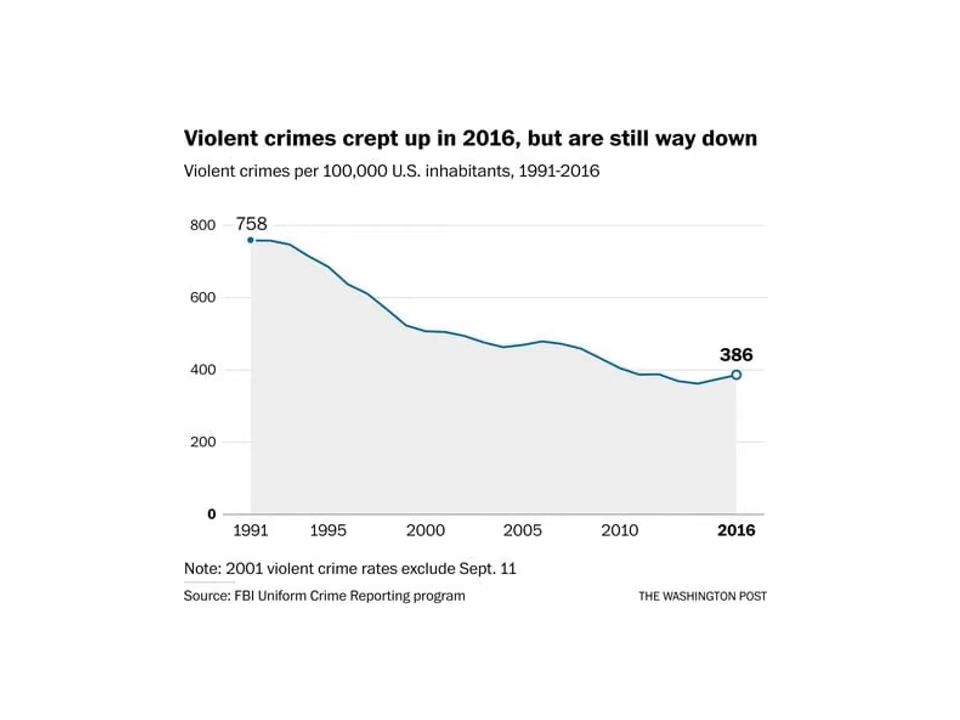 Violent crimes crept up in 2016, but are still way down
Violent crimes per 100,000 U.S. inhabitants, 1991-2016
800
758
600
386
400
200
0
1991 1995 2000 2005 2010 2016
Note: 2001 violent crime rates exclude Sept. 11
Source: FBI Uniform Crime Reporting program THE WASHINGTON POST